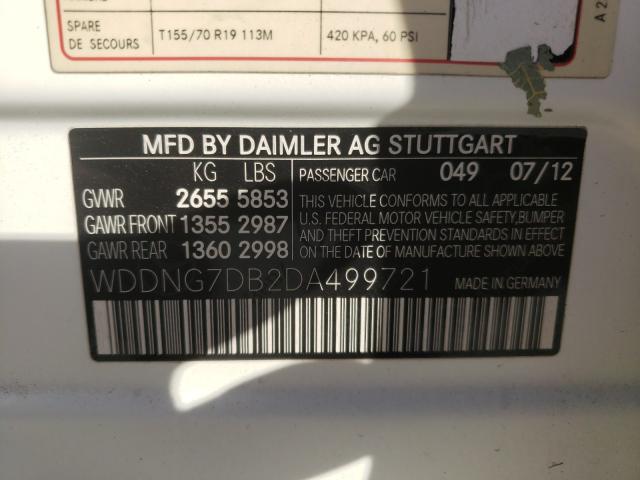 SPARE
DE SECOURS
T155/70 R19 113M
420 KPA, 60 PSI
A 2
MFD BY DAIMLER AG STUTTGART
KG LBS
GVWR 2655 5853
GAWR FRONT 1355 2987
GAWR REAR 1360 2998
PASSENGER CAR 049 07/12
THIS VEHICLE CONFORMS TO ALL APPLICABLE
U.S. FEDERAL MOTOR VEHICLE SAFETY,BUMPER
AND THEFT PREVENTION STANDARDS IN EFFECT
ON THE DATE OF MANUFACTURE SHOWN ABOVE.
WDDNG7DB2DA499721